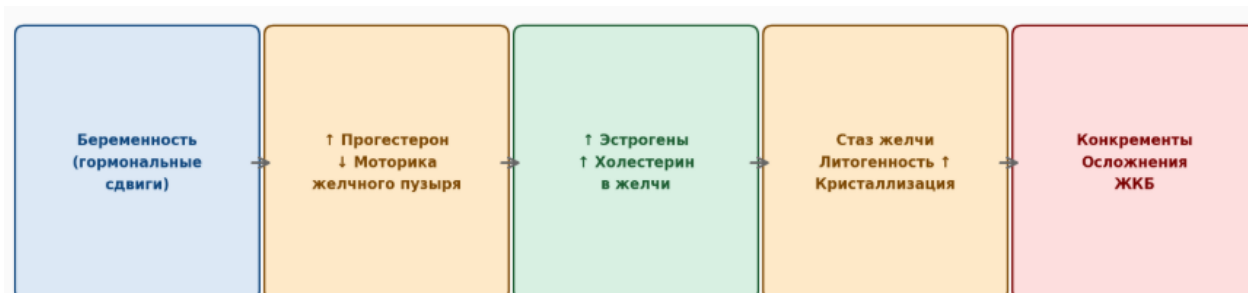 Беременность
(гормональные
сдвиги)
↑ Прогестерон
↓ Моторика
желчного пузыря
↑ Эстрогены
↑ Холестерин
в желчи
Стаз желчи
Литогенность ↑
Кристаллизация
Конкременты
Осложнения
ЖКБ